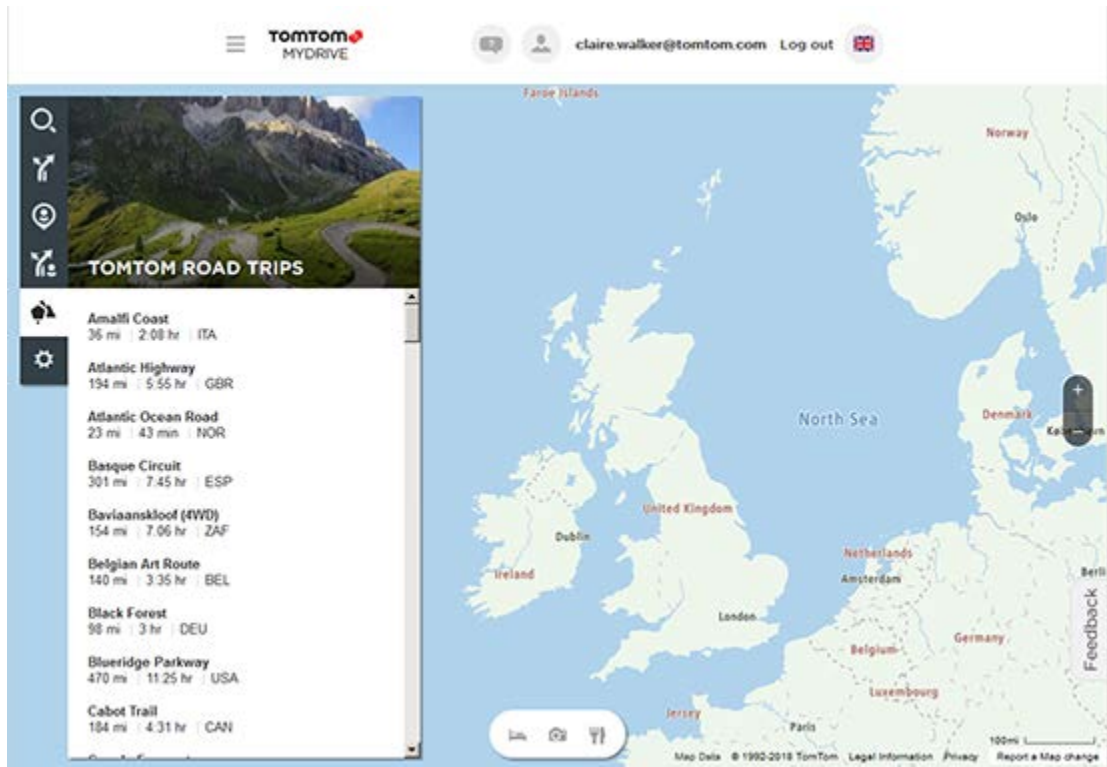 TOMTOM
MYDRIVE
claire.walker@tomtom.com Log out
TOMTOM ROAD TRIPS
Amalfi Coast
36 mi 2:08 hr ITA
Atlantic Highway
194 mi 5:55 hr GBR
Atlantic Ocean Road
23 mi 43 min NOR
Basque Circuit
301 mi 7:45 hr ESP
Baviaanskloof (4WD)
154 mi 7:06 hr ZAF
Belgian Art Route
140 mi 3:35 hr BEL
Black Forest
98 mi 3 hr DEU
Blueridge Parkway
470 mi 11:25 hr USA
Cabot Trail
184 mi 4:31 hr CAN
Faroe Islands
Norway
Oslo
North Sea
Denmark
United Kingdom
Dublin
Ireland
Netherlands
Amsterdam
Berli
London
Germany
Belgium
Luxembourg
Jersey
Paris
Feedback
100mi
Map Data © 1992-2018 TomTom Legal Information Privacy Report a Map change